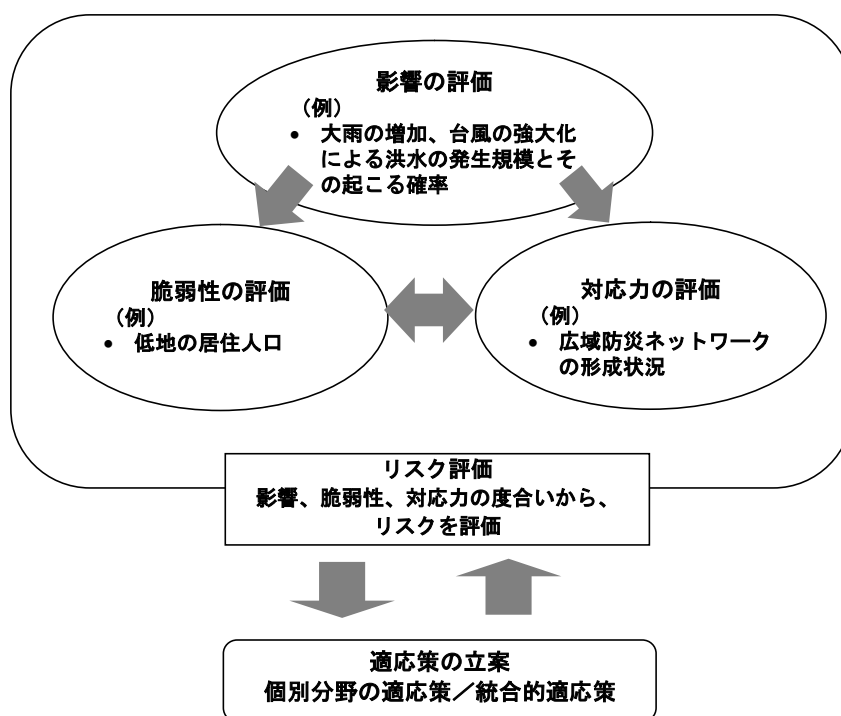 影響の評価
（例）
• 大雨の増加、台風の強大化
による洪水の発生規模とそ
の起こる確率
脆弱性の評価
（例）
• 低地の居住人口
対応力の評価
（例）
• 広域防災ネットワーク
の形成状況
リスク評価
影響、脆弱性、対応力の度合いから、
リスクを評価
適応策の立案
個別分野の適応策／統合的適応策